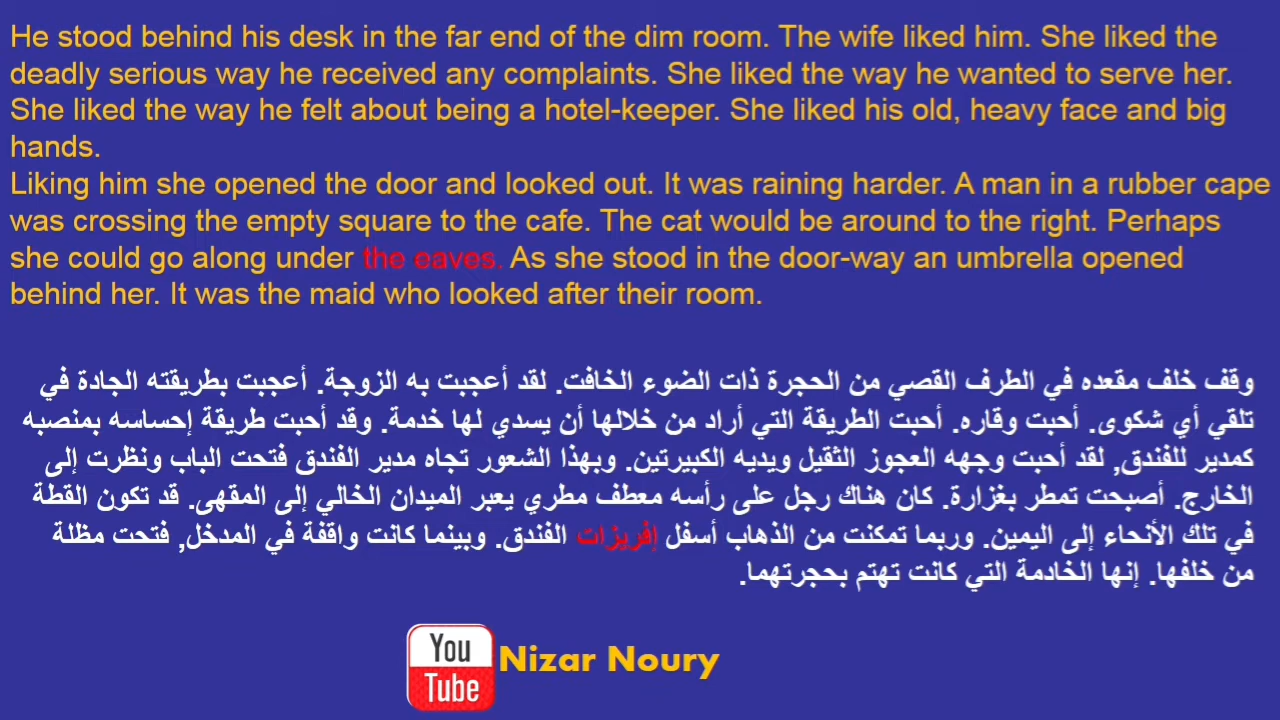 He stood behind his desk in the far end of the dim room. The wife liked him. She liked the
deadly serious way he received any complaints. She liked the way he wanted to serve her.
She liked the way he felt about being a hotel-keeper. She liked his old, heavy face and big
hands.
Liking him she opened the door and looked out. It was raining harder. A man in a rubber cape
was crossing the empty square to the cafe. The cat would be around to the right. Perhaps
she could go along under the eaves. As she stood in the door-way an umbrella opened
behind her. It was the maid who looked after their room.
وقف خلف مقعده في الطرف القصي من الحجرة ذات الضوء الخافت. لقد أعجبت به الزوجة. أعجبت بطريقته الجادة في
تلقي أي شكوى. أحبت وقاره. أحبت الطريقة التي أراد من خلالها أن يسدي لها خدمة. وقد أحبت طريقة إحساسه بمنصبه
كمدير للفندق, لقد أحبت وجهه العجوز الثقيل ويديه الكبيرتين. وبهذا الشعور تجاه مدير الفندق فتحت الباب ونظرت إلى
الخارج. أصبحت تمطر بغزارة. كان هناك رجل على رأسه معطف مطري يعبر الميدان الخالي إلى المقهى. قد تكون القطة
في تلك الأنحاء إلى اليمين. وربما تمكنت من الذهاب أسفل إفريزات الفندق. وبينما كانت واقفة في المدخل, فتحت مظلة
من خلفها. إنها الخادمة التي كانت تهتم بحجرتهما.
You
Tube
Nizar Noury